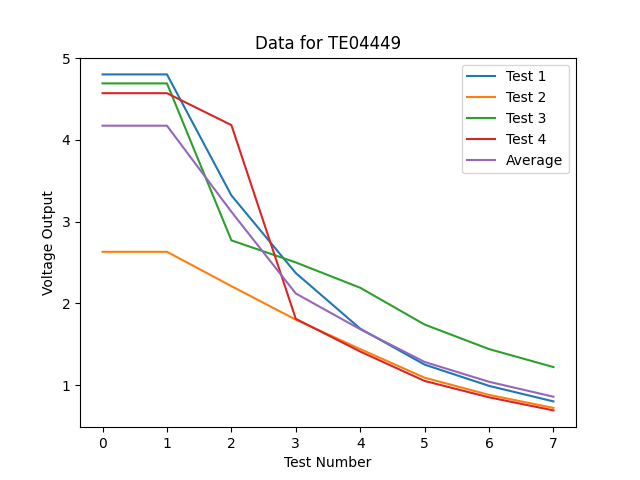 Data for TE04449
5
4
3
2
1
Voltage Output
Test 1
Test 2
Test 3
Test 4
Average
0 1 2 3 4 5 6 7
Test Number